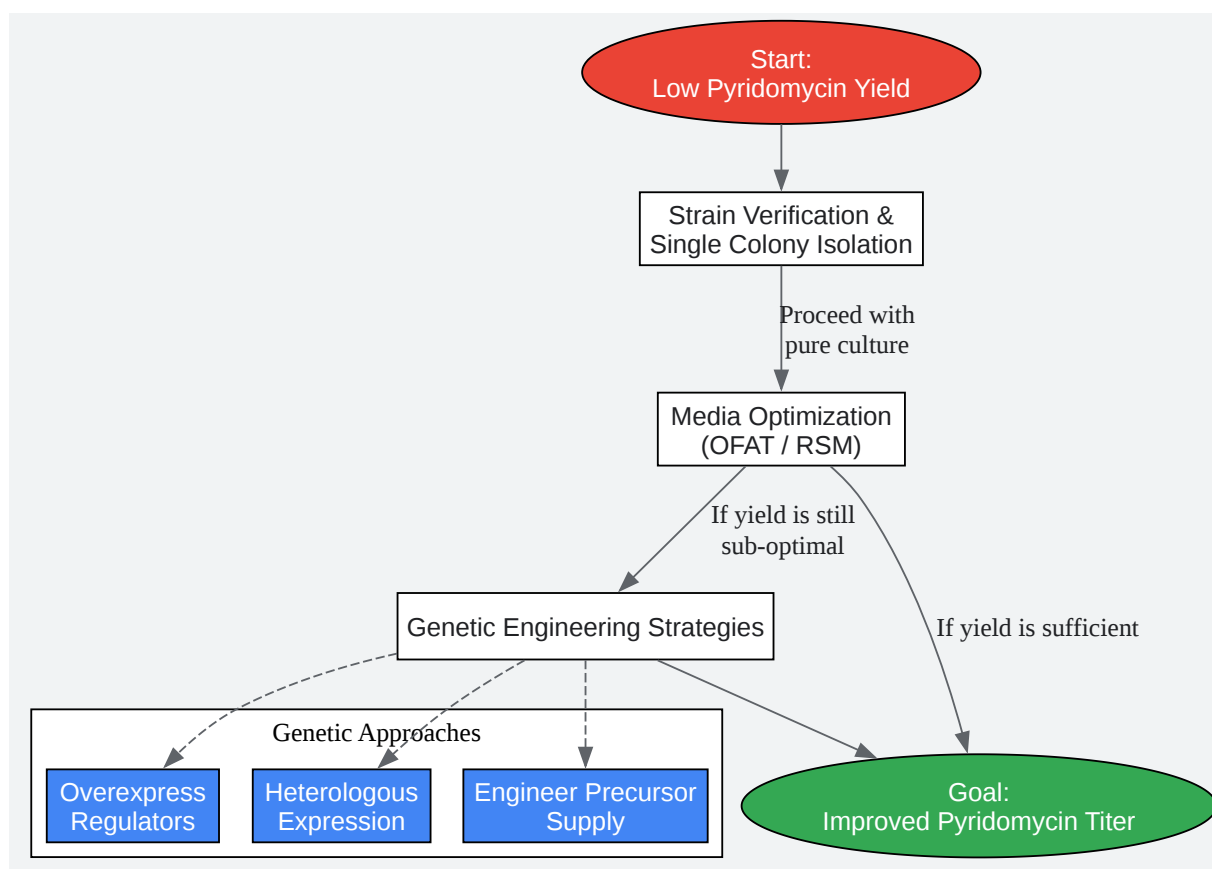 Start:
Low Pyridomycin Yield
Strain Verification &
Single Colony Isolation
Proceed with
pure culture
Media Optimization
(OFAT / RSM)
If yield is still
sub-optimal
If yield is sufficient
Genetic Engineering Strategies
Genetic Approaches
Overexpress
Regulators
Heterologous
Expression
Engineer Precursor
Supply
Goal:
Improved Pyridomycin Titer